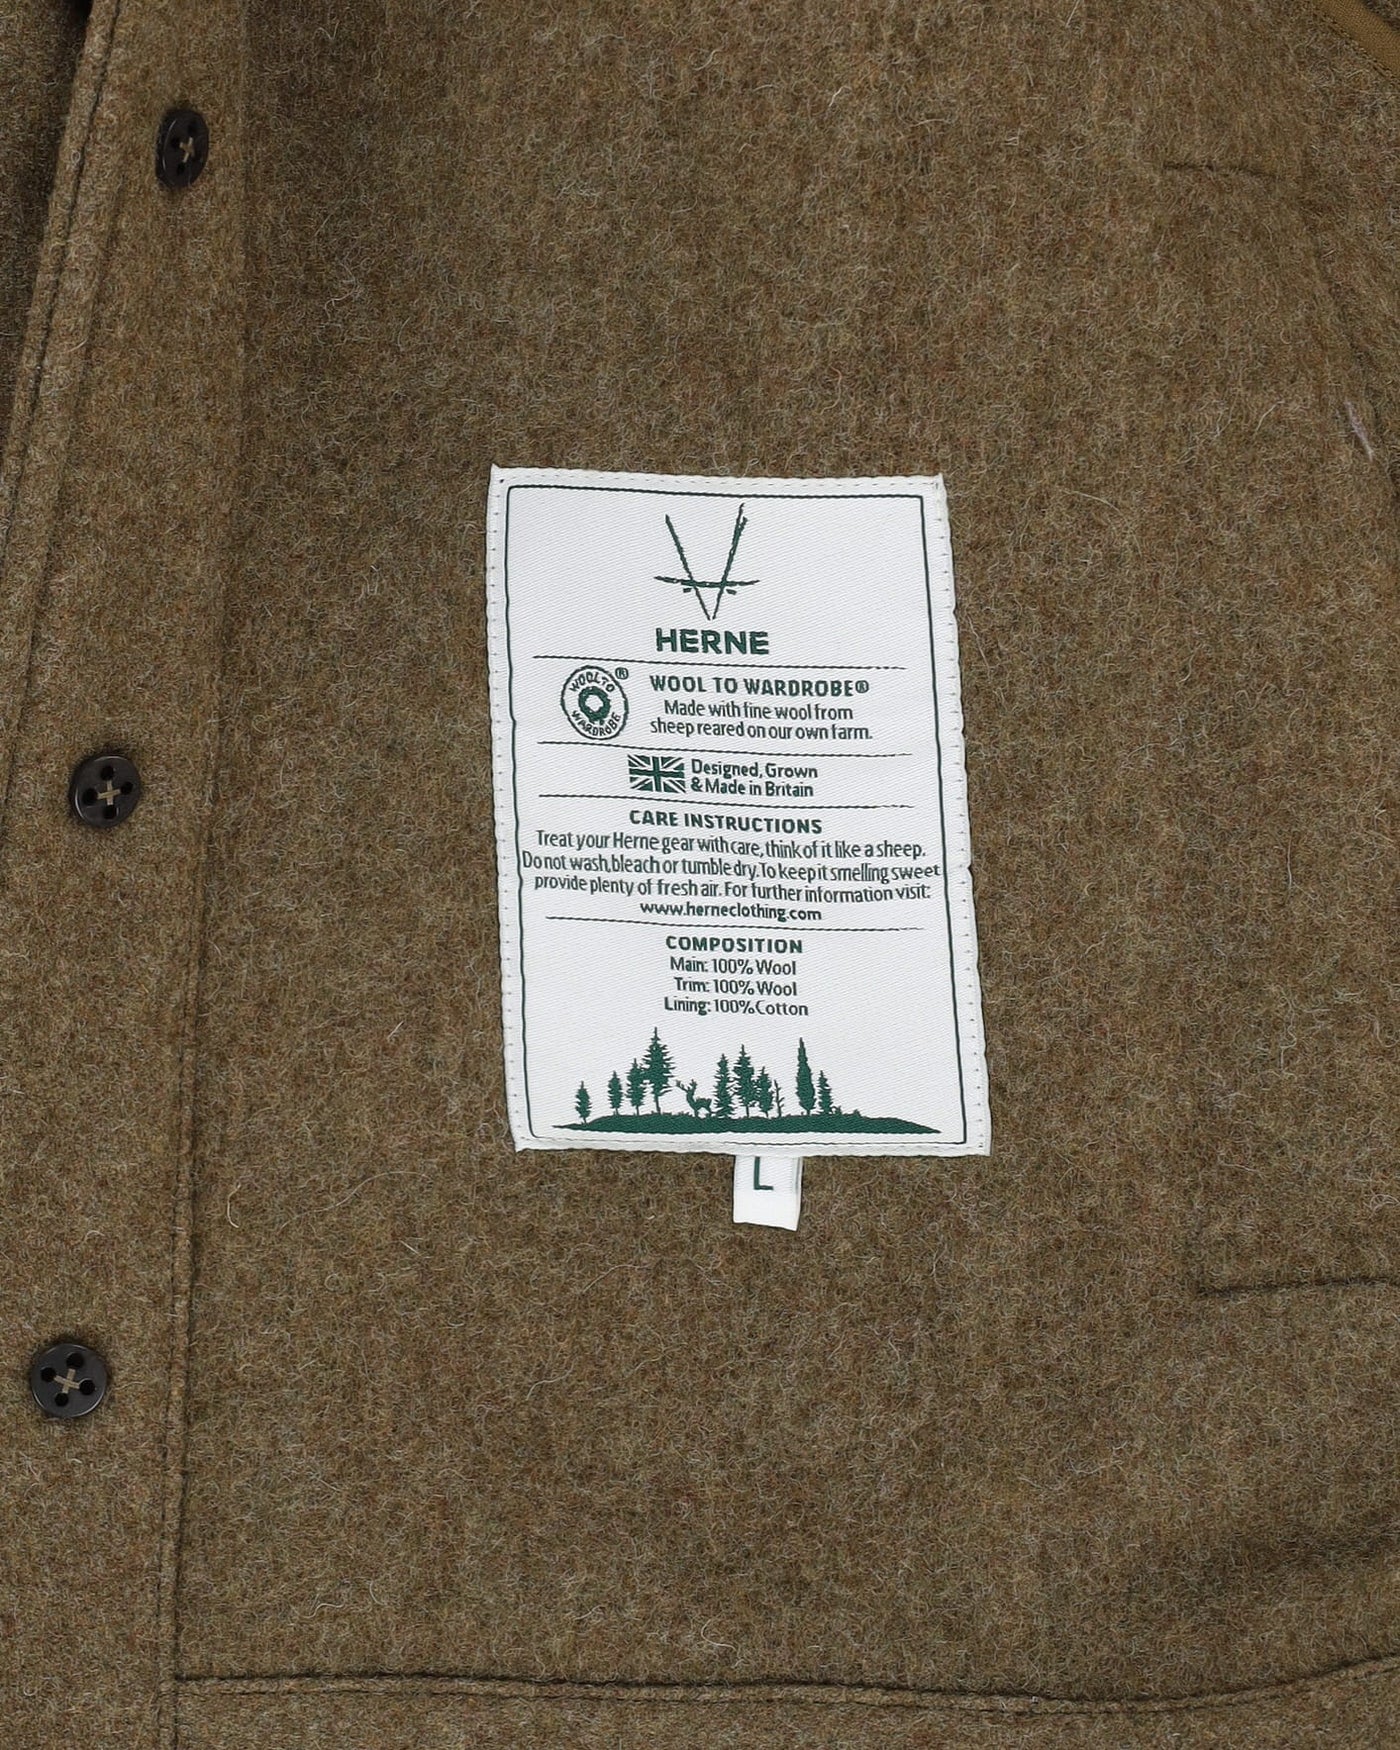 HERNE
WOOL TO
WARDROBE
®
WOOL TO WARDROBE®
Made with fine wool from
sheep reared on our own farm.
Designed, Grown
& Made in Britain
CARE INSTRUCTIONS
Treat your Herne gear with care, think of it like a sheep.
Do not wash, bleach or tumble dry. To keep it smelling sweet
provide plenty of fresh air. For further information visit:
www.herneclothing.com
COMPOSITION
Main: 100% Wool
Trim: 100% Wool
Lining: 100% Cotton
L